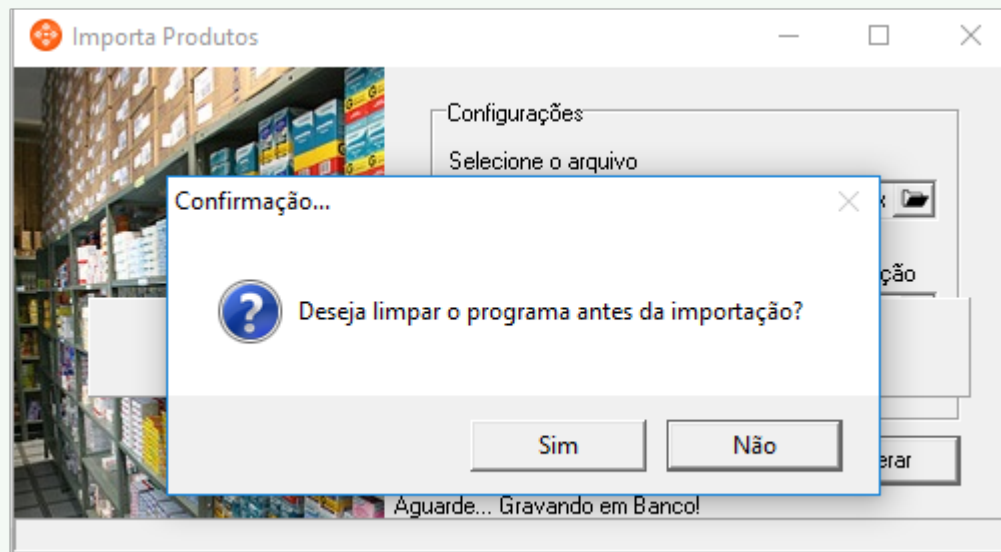 Importa Produtos
Configurações
Selecione o arquivo
Confirmação...
Deseja limpar o programa antes da importação?
Sim
Não
Aguarde... Gravando em Banco!